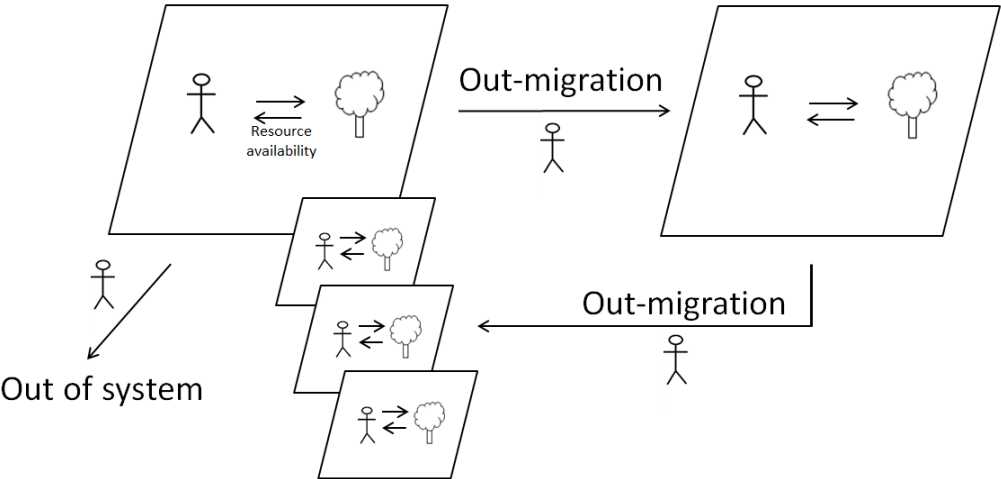 Out-migration
Resource
availability
Out-migration
Out of system